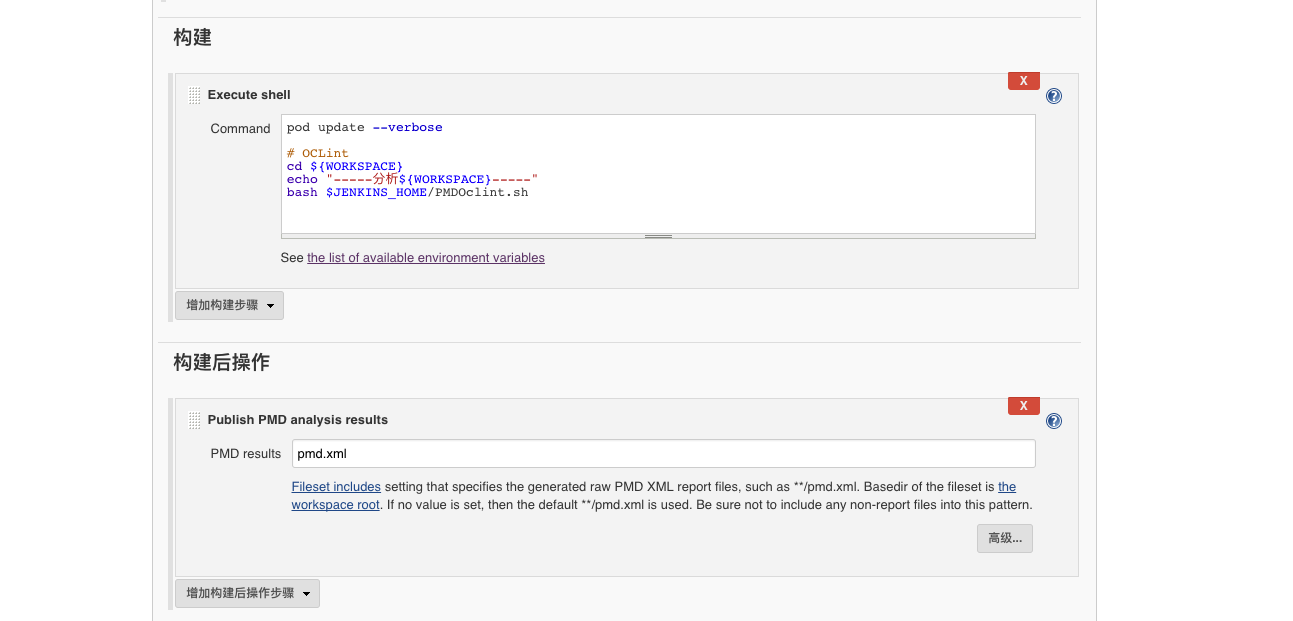 构建
X
Execute shell
Command
pod update --verbose
# OCLint
cd ${WORKSPACE}
echo "-----分析${WORKSPACE}-----"
bash $JENKINS_HOME/PMDOclint.sh
See the list of available environment variables
增加构建步骤
构建后操作
X
Publish PMD analysis results
PMD results
pmd.xml
Fileset includes setting that specifies the generated raw PMD XML report files, such as **/pmd.xml. Basedir of the fileset is the
workspace root. If no value is set, then the default **/pmd.xml is used. Be sure not to include any non-report files into this pattern.
高级...
增加构建后操作步骤